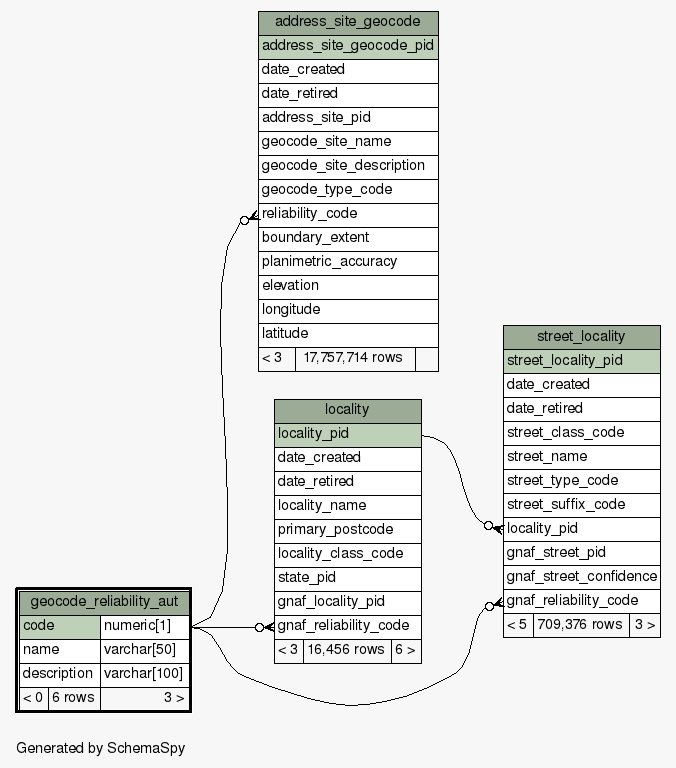 address_site_geocode
address_site_geocode_pid
date_created
date_retired
address_site_pid
geocode_site_name
geocode_site_description
geocode_type_code
reliability_code
boundary_extent
planimetric_accuracy
elevation
longitude
latitude
< 3 17,757,714 rows
street_locality
street_locality_pid
date_created
date_retired
street_class_code
street_name
street_type_code
street_suffix_code
locality_pid
gnaf_street_pid
gnaf_street_confidence
gnaf_reliability_code
< 5 709,376 rows 3 >
locality
locality_pid
date_created
date_retired
locality_name
primary_postcode
locality_class_code
state_pid
gnaf_locality_pid
gnaf_reliability_code
< 3 16,456 rows 6 >
geocode_reliability_aut
code numeric[1]
name varchar[50]
description varchar[100]
< 0 6 rows 3 >
Generated by SchemaSpy